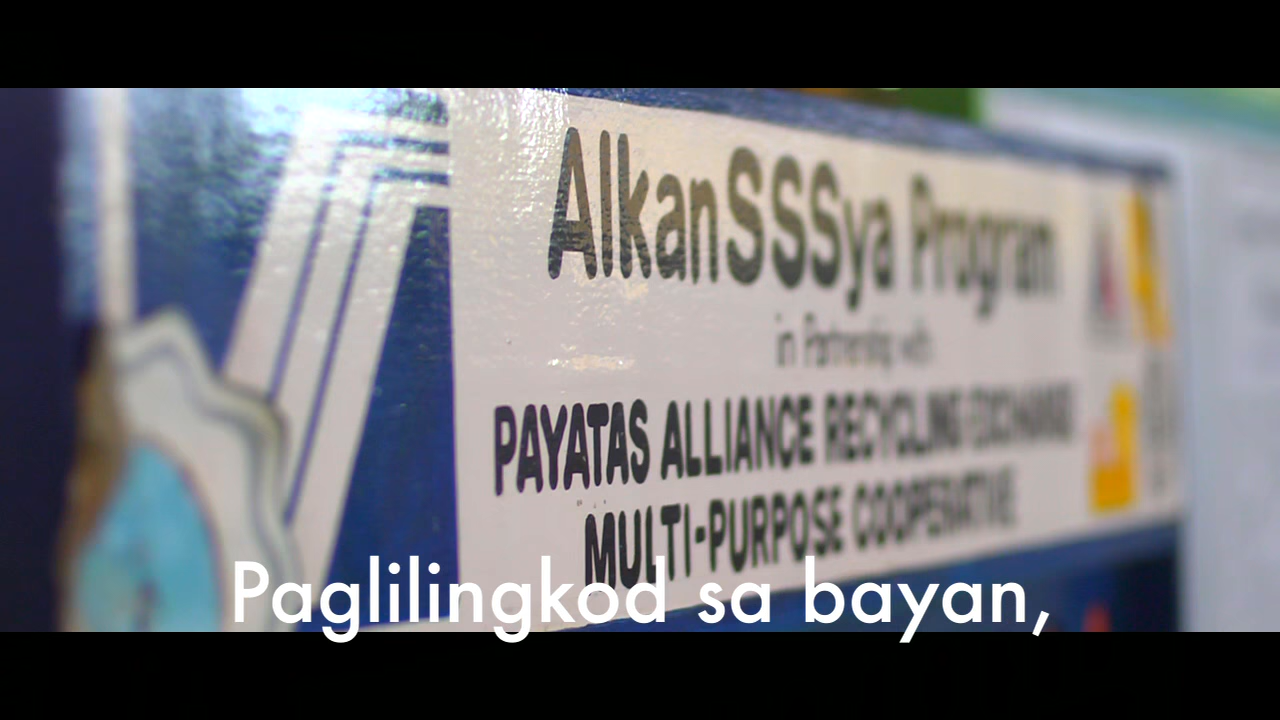 AlkanSSSya Program
in Partnership with
PAYATAS ALLIANCE RECYCLING EXCHANGE
MULTI-PURPOSE COOPERATIVE
Paglilingkod sa bayan,